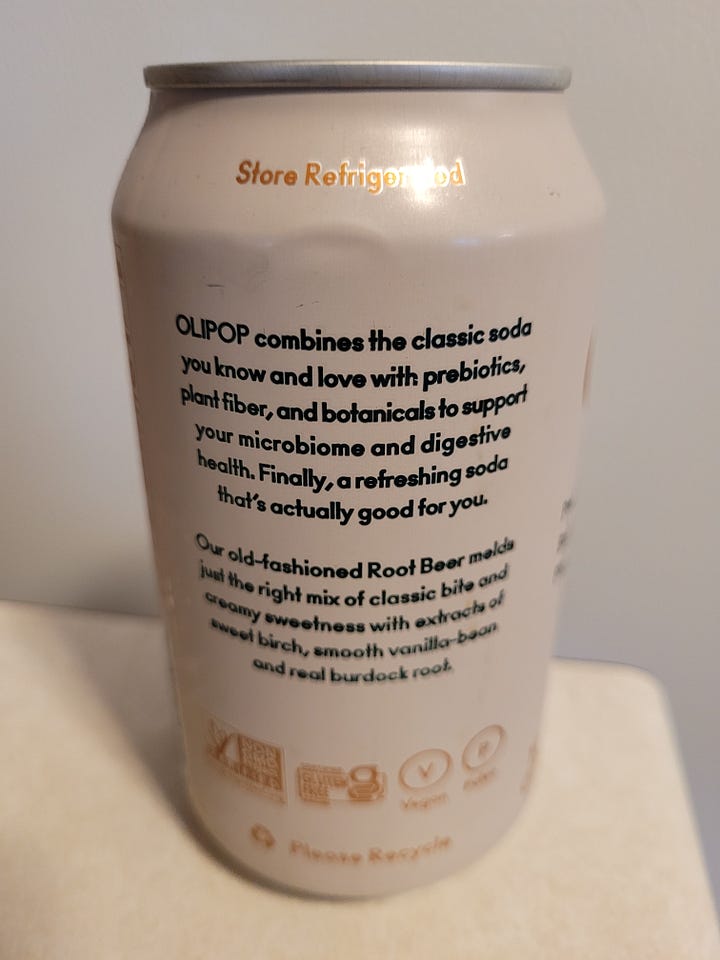 Store Refrigerated
OLIPOP combines the classic soda
you know and love with prebiotics,
plant fiber, and botanicals to support
your microbiome and digestive
health. Finally, a refreshing soda
that's actually good for you.
Our old-fashioned Root Beer melds
just the right mix of classic bite and
creamy sweetness with extracts of
sweet birch, smooth vanilla-bean
and real burdock root.
GLUTEN
FREE
V P
Vegan Paleo
Please Recycle